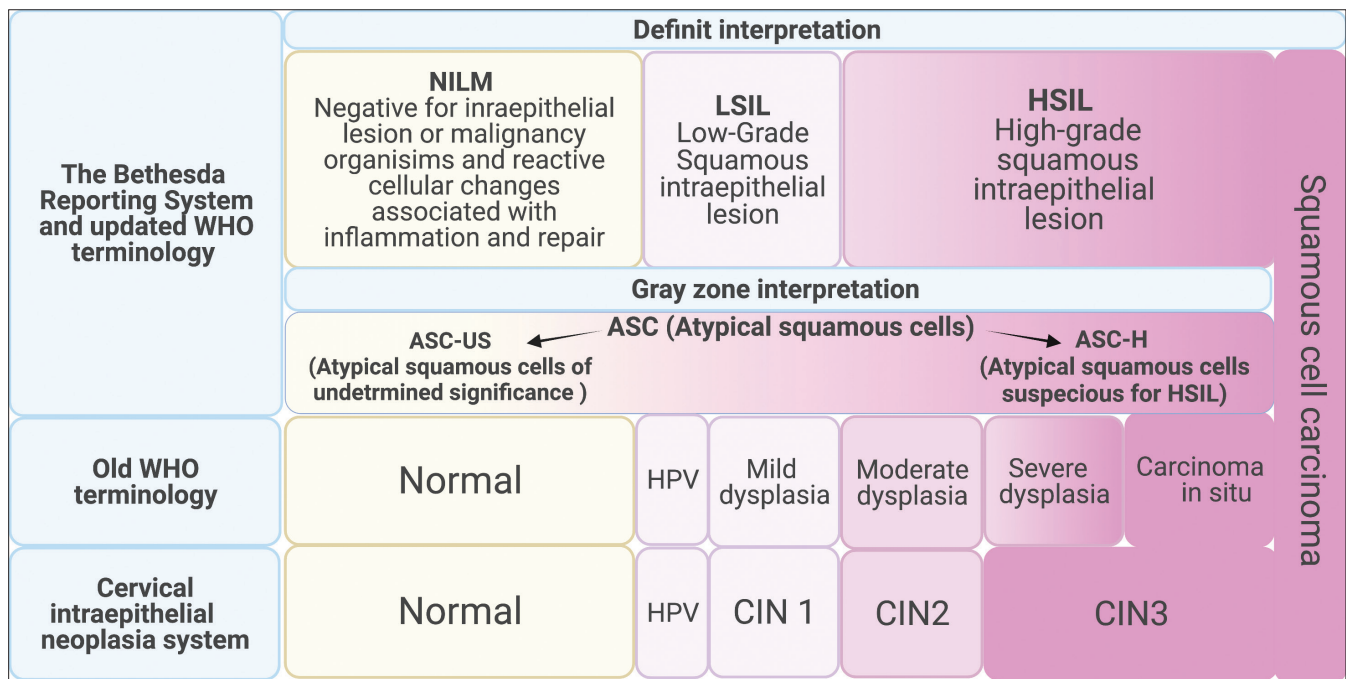 Definit interpretation
The Bethesda
Reporting System
and updated WHO
terminology
NILM
Negative for inraepithelial
lesion or malignancy
organisims and reactive
cellular changes
associated with
inflammation and repair
LSIL
Low-Grade
Squamous
intraepithelial
lesion
HSIL
High-grade
squamous
intraepithelial
lesion
Squamous cell carcinoma
Gray zone interpretation
ASC (Atypical squamous cells)
ASC-US
(Atypical squamous cells of
undetrmined significance )
ASC-H
(Atypical squamous cells
suspecious for HSIL)
Old WHO
terminology
Normal
HPV
Mild
dysplasia
Moderate
dysplasia
Severe
dysplasia
Carcinoma
in situ
Cervical
intraepithelial
neoplasia system
Normal
HPV
CIN 1
CIN2
CIN3